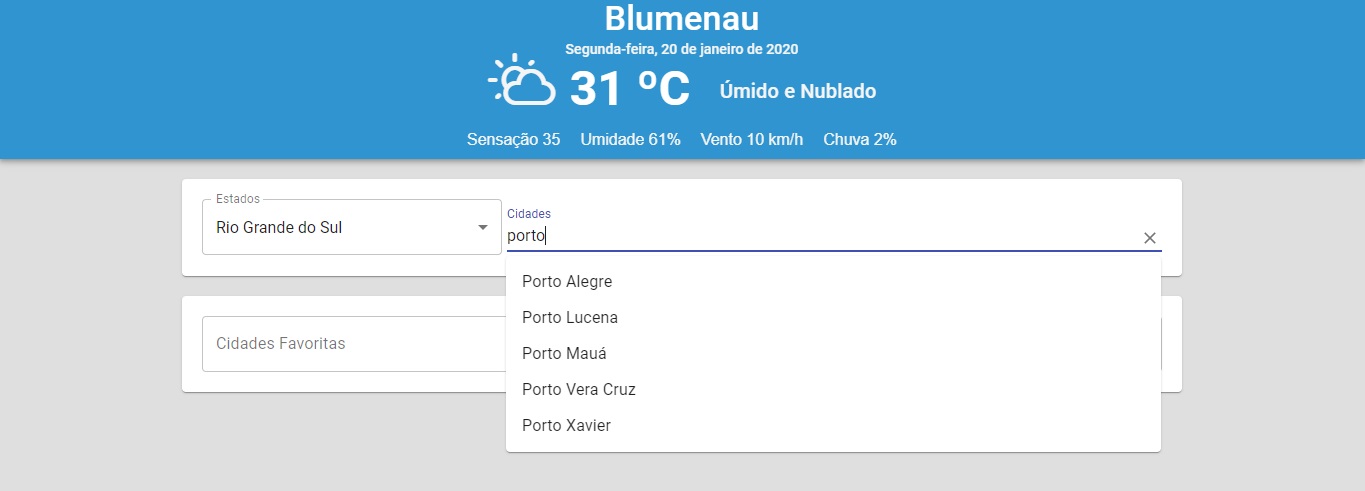 Blumenau
Segunda-feira, 20 de janeiro de 2020
31 ºC
Úmido e Nublado
Sensação 35 Umidade 61% Vento 10 km/h Chuva 2%
Estados
Rio Grande do Sul
Cidades
porto
Porto Alegre
Porto Lucena
Porto Mauá
Porto Vera Cruz
Porto Xavier
Cidades Favoritas